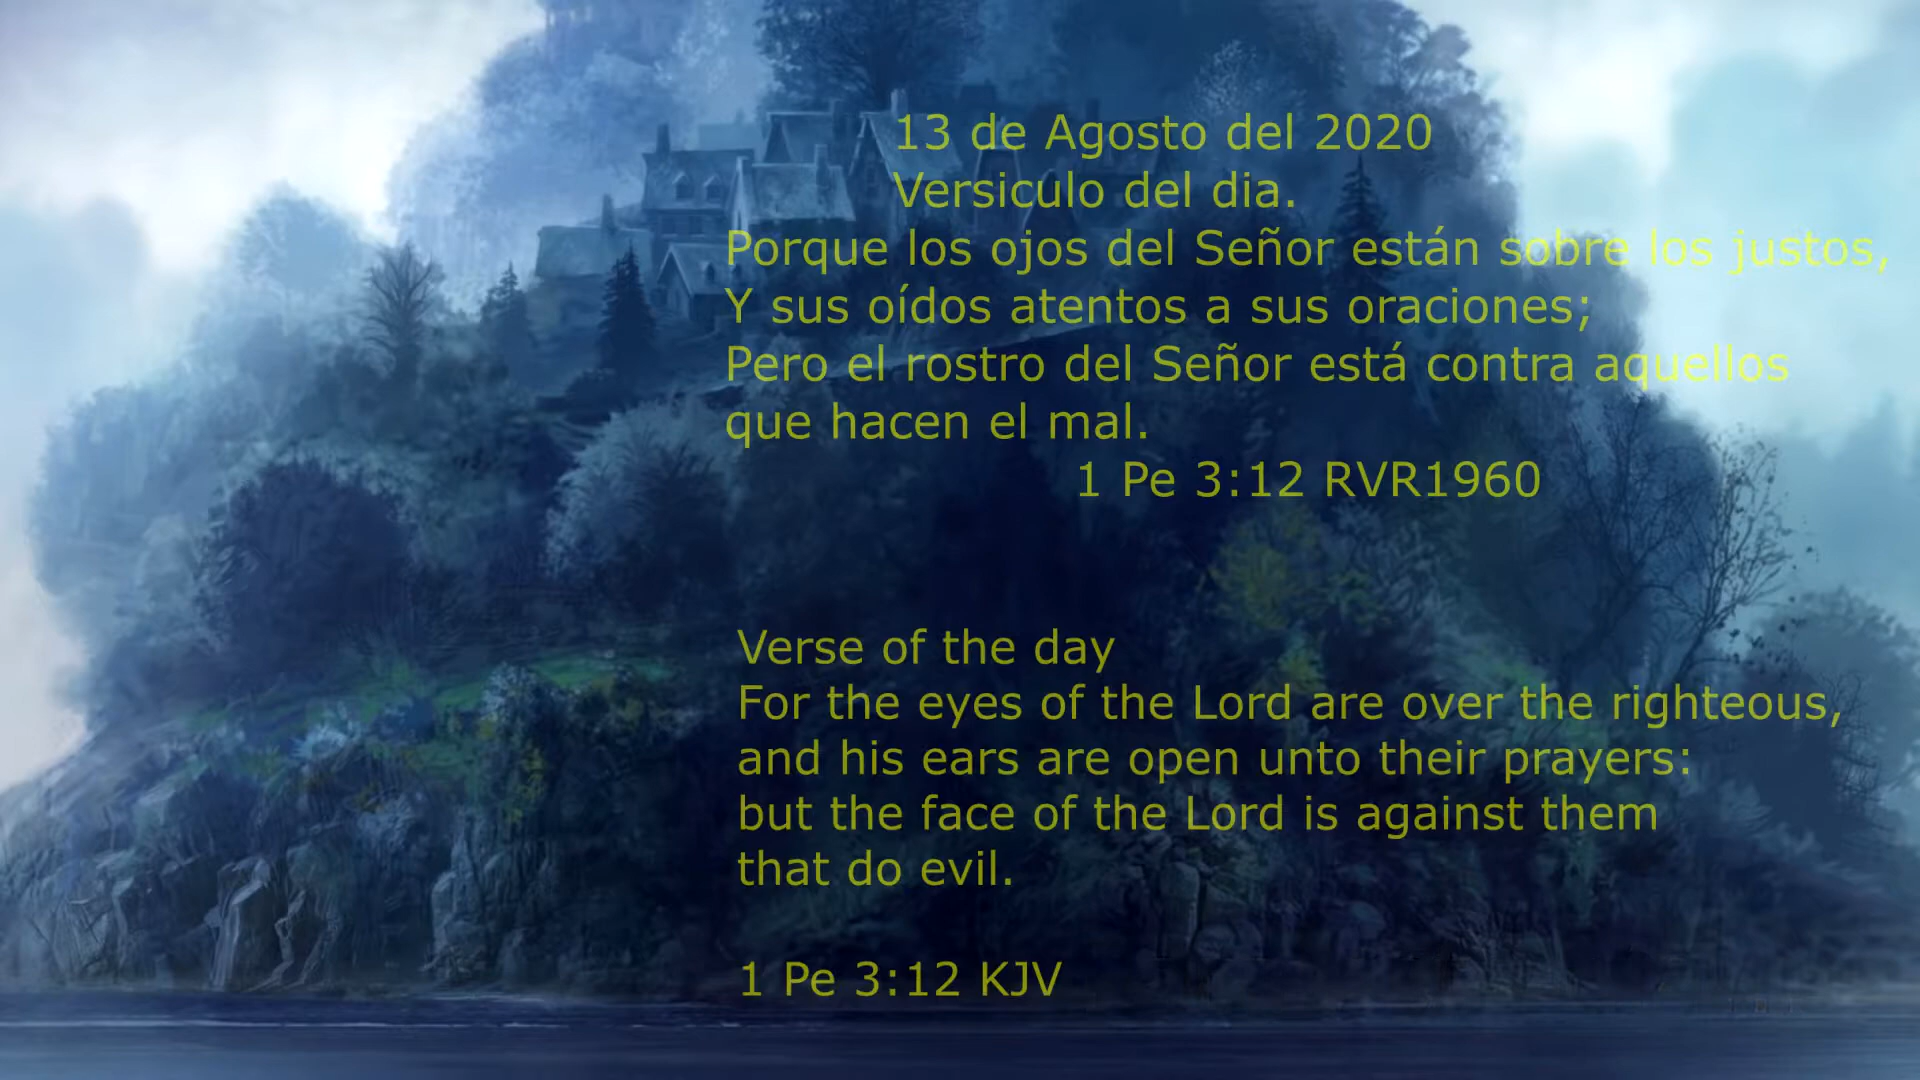 13 de Agosto del 2020
Versiculo del dia.
Porque los ojos del Señor están sobre los justos,
Y sus oídos atentos a sus oraciones;
Pero el rostro del Señor está contra aquellos
que hacen el mal.
1 Pe 3:12 RVR1960
Verse of the day
For the eyes of the Lord are over the righteous,
and his ears are open unto their prayers:
but the face of the Lord is against them
that do evil.
1 Pe 3:12 KJV